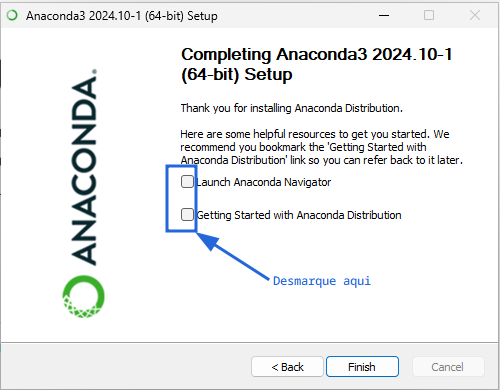 Anaconda3 2024.10-1 (64-bit) Setup
Completing Anaconda3 2024.10-1
(64-bit) Setup
Thank you for installing Anaconda Distribution.
Here are some helpful resources to get you started. We
recommend you bookmark the 'Getting Started with
Anaconda Distribution' link so you can refer back to it later.
Launch Anaconda Navigator
Getting Started with Anaconda Distribution
Desmarque aqui
ANACONDA.
< Back
Finish
Cancel